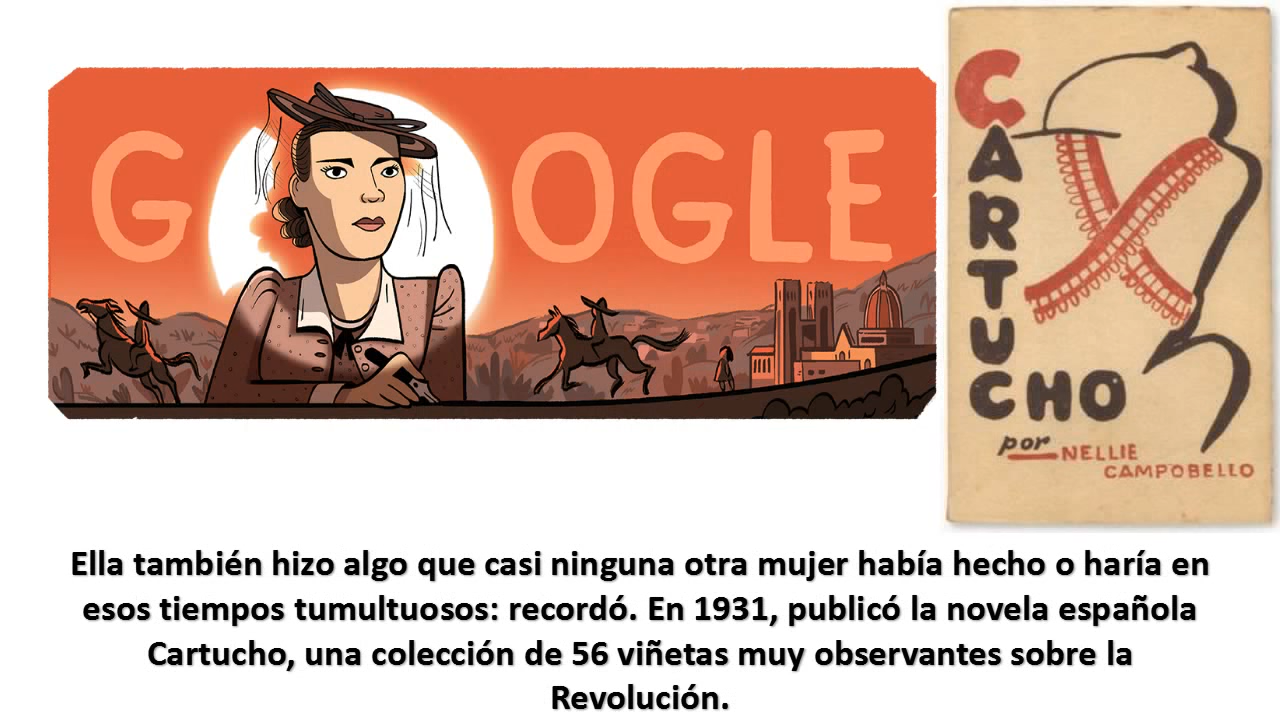 GOOGLE
CARTUCHO
por NELLIE
CAMPOBELLO
Ella también hizo algo que casi ninguna otra mujer había hecho o haría en
esos tiempos tumultuosos: recordó. En 1931, publicó la novela española
Cartucho, una colección de 56 viñetas muy observantes sobre la
Revolución.